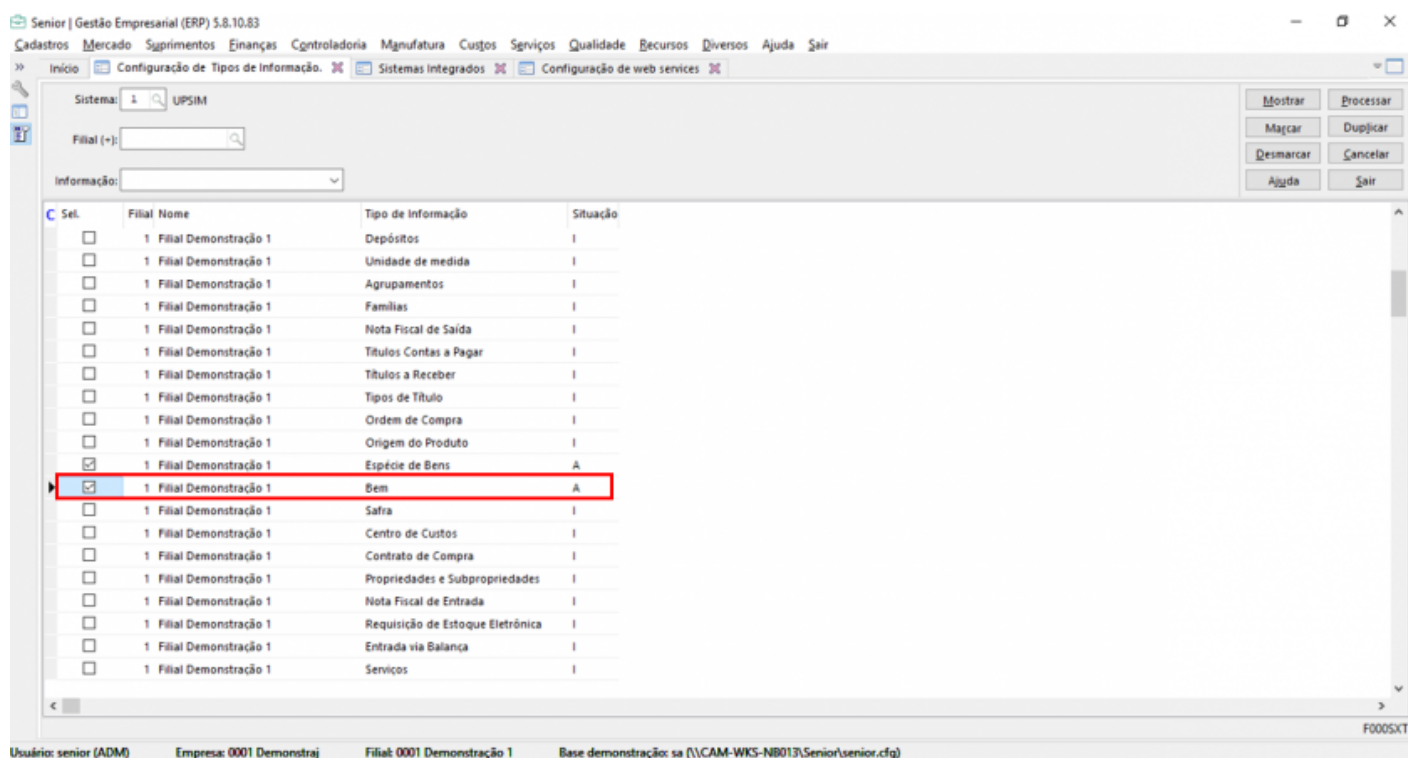 Senior | Gestão Empresarial (ERP) 5.8.10.83
Cadastros Mercado Suprimentos Finanças Controladoria Manufatura Custos Serviços Qualidade Recursos Diversos Ajuda Sair
Início Configuração de Tipos de Informação. Sistemas Integrados Configuração de web services
Sistema: 1 UPSIM
Mostrar Processar
Filial (+):
Marcar Duplicar
Desmarcar Cancelar
Informação:
Ajuda Sair
C Sel. Filial Nome Tipo de Informação Situação
1 Filial Demonstração 1 Depósitos I
1 Filial Demonstração 1 Unidade de medida I
1 Filial Demonstração 1 Agrupamentos I
1 Filial Demonstração 1 Famílias I
1 Filial Demonstração 1 Nota Fiscal de Saída I
1 Filial Demonstração 1 Títulos Contas a Pagar I
1 Filial Demonstração 1 Títulos a Receber I
1 Filial Demonstração 1 Tipos de Título I
1 Filial Demonstração 1 Ordem de Compra I
1 Filial Demonstração 1 Origem do Produto I
1 Filial Demonstração 1 Espécie de Bens A
1 Filial Demonstração 1 Bem A
1 Filial Demonstração 1 Safra I
1 Filial Demonstração 1 Centro de Custos I
1 Filial Demonstração 1 Contrato de Compra I
1 Filial Demonstração 1 Propriedades e Subpropriedades I
1 Filial Demonstração 1 Nota Fiscal de Entrada I
1 Filial Demonstração 1 Requisição de Estoque Eletrônica I
1 Filial Demonstração 1 Entrada via Balança I
1 Filial Demonstração 1 Serviços I
F000SXT
Usuário: senior (ADM) Empresa: 0001 Demonstraj Filial: 0001 Demonstração 1 Base demonstração: sa (\\CAM-WKS-NB013\Senior\senior.cfg)